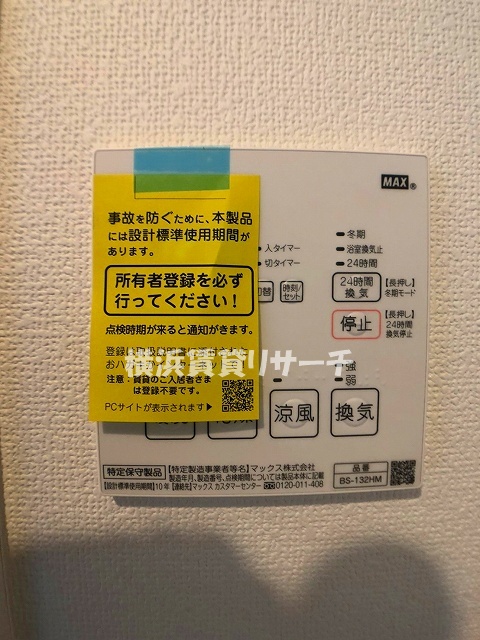 MAX®
事故を防ぐために、本製品
には設計標準使用期間が
あります。
所有者登録を必ず
行ってください！
点検時期が来ると通知がきます。
注意：賃貸のご入居者さま
は登録不要です。
PCサイトが表示されます▶
横浜賃貸リサーチ
入タイマー
切タイマー
冬期
浴室換気止
24時間
時刻/
セット
24時間
換気
【長押し】
冬期モード
停止
【長押し】
24時間
換気停止
強
弱
涼風
換気
特定保守製品
【特定製造事業者等名】マックス株式会社
製造年月、製造番号、点検期間については製品本体に記載
【設計標準使用期間】10年【連絡先】マックス カスタマーセンター 0120-011-408
品番
BS-132HM